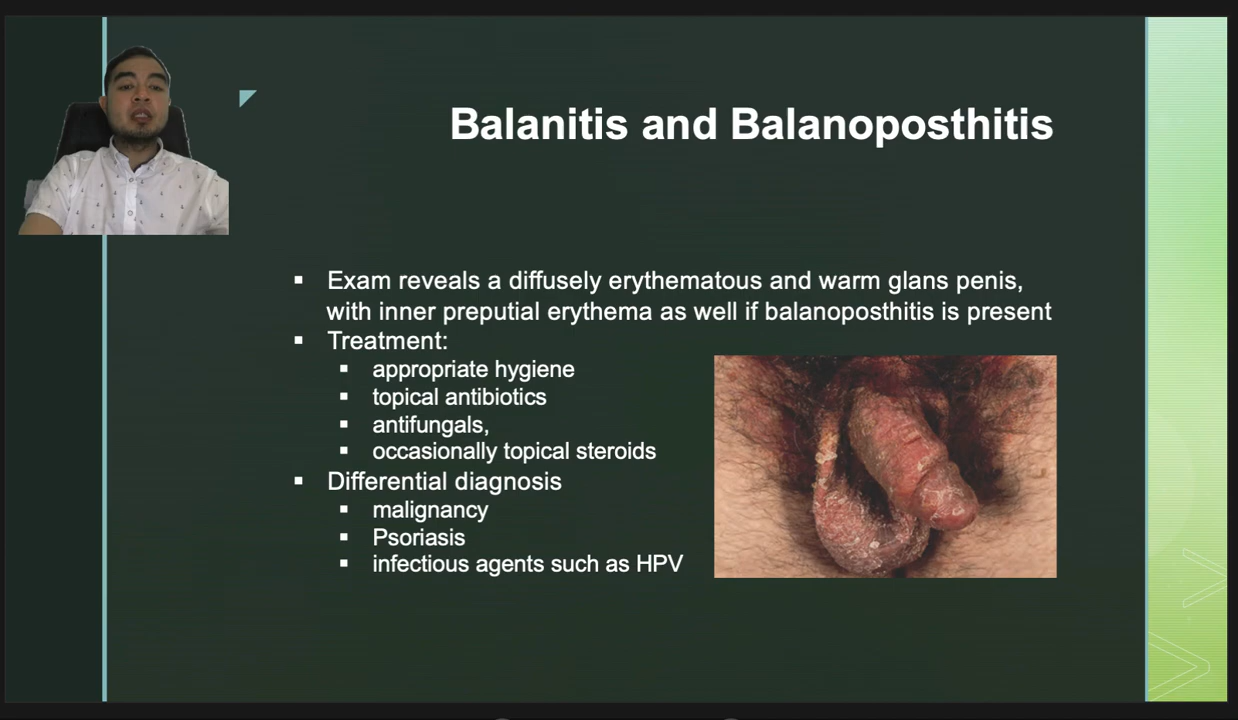 Balanitis and Balanoposthitis
Exam reveals a diffusely erythematous and warm glans penis,
with inner preputial erythema as well if balanoposthitis is present
Treatment:
appropriate hygiene
topical antibiotics
antifungals,
occasionally topical steroids
Differential diagnosis
malignancy
Psoriasis
infectious agents such as HPV